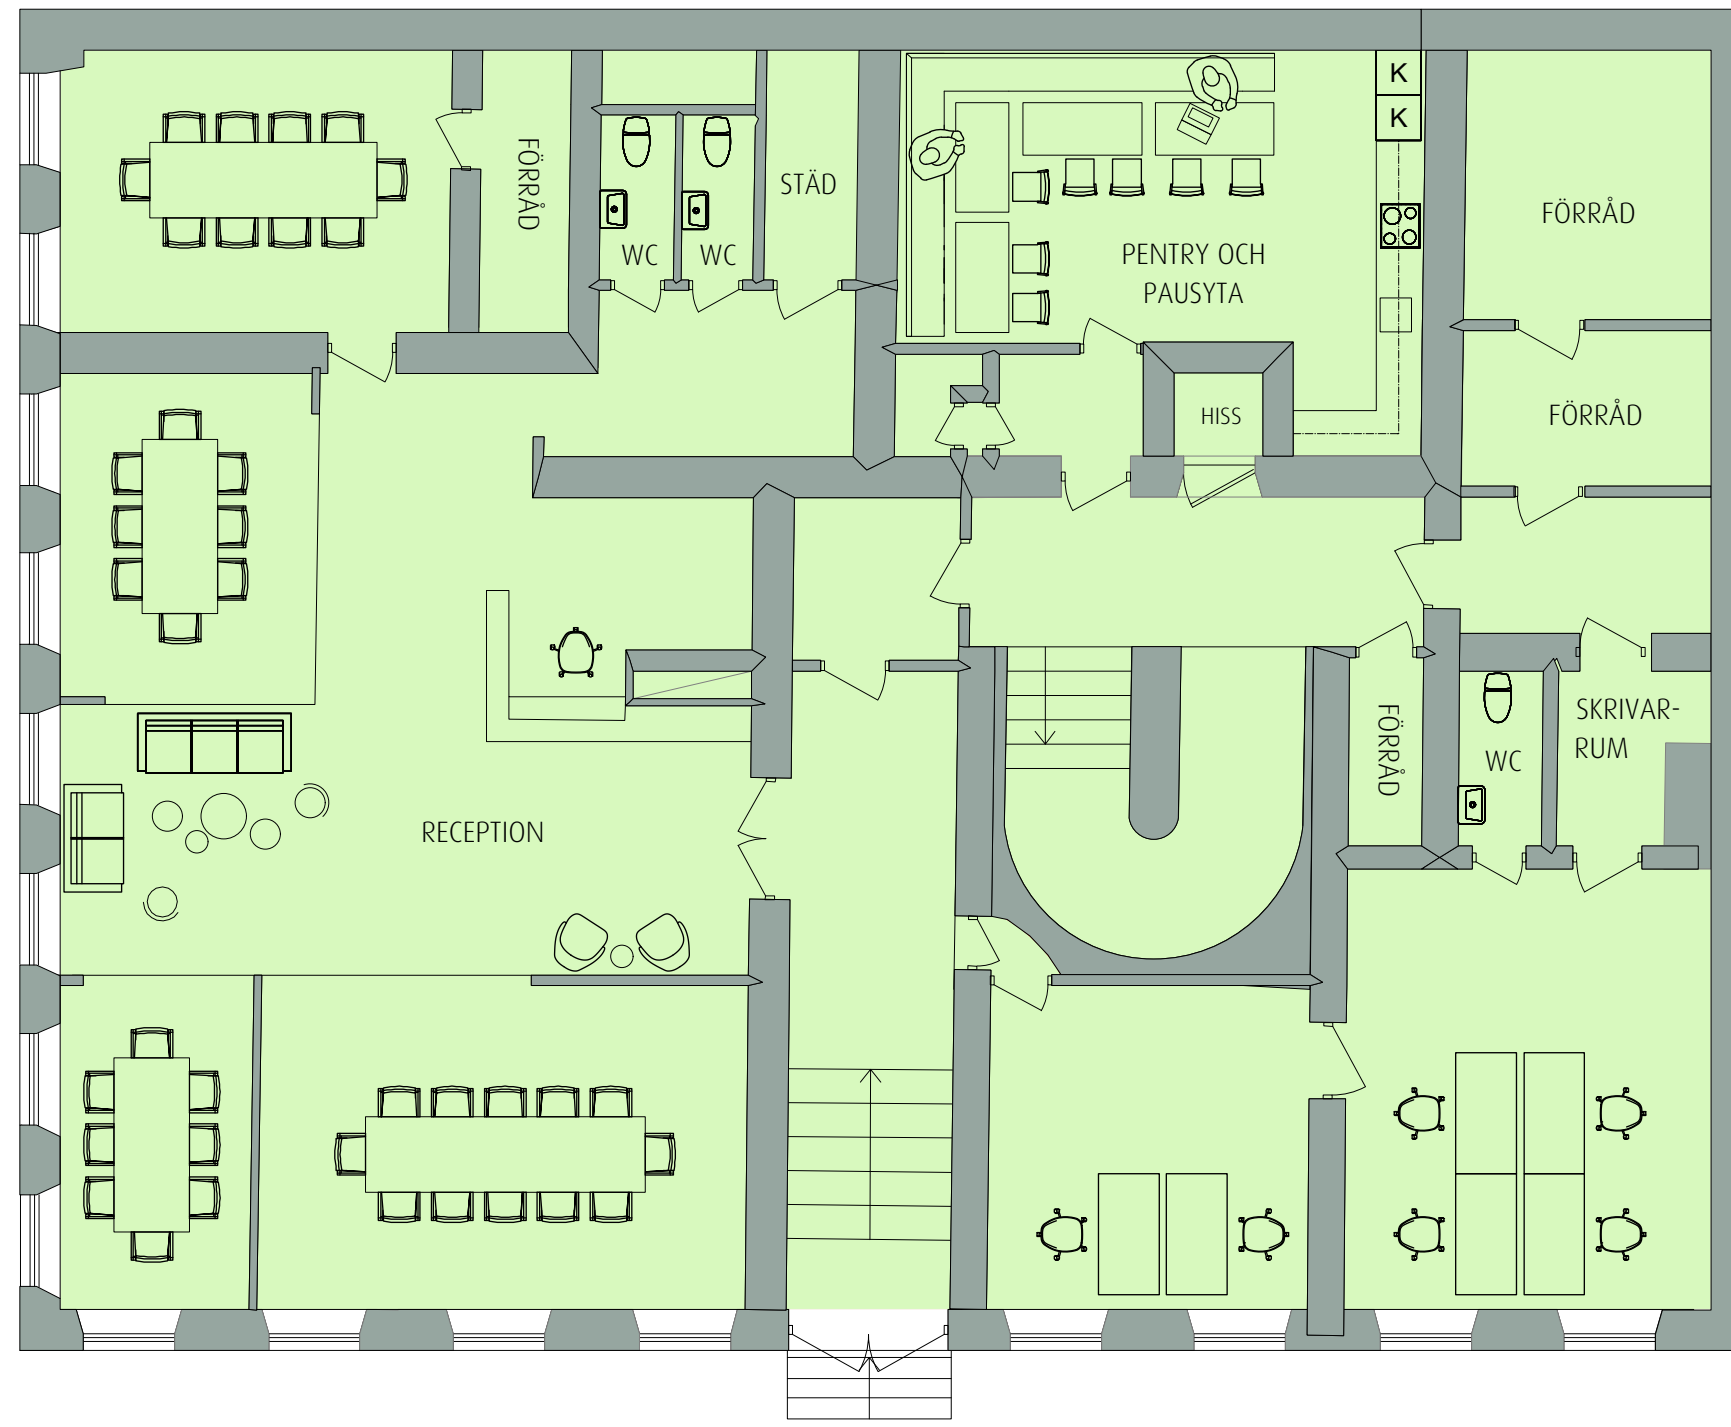 K
K
FÖRRÅD
STÄD
FÖRRÅD
WC
WC
PENTRY OCH
PAUSYTA
HISS
FÖRRÅD
FÖRRÅD
SKRIVAR-
RUM
WC
RECEPTION